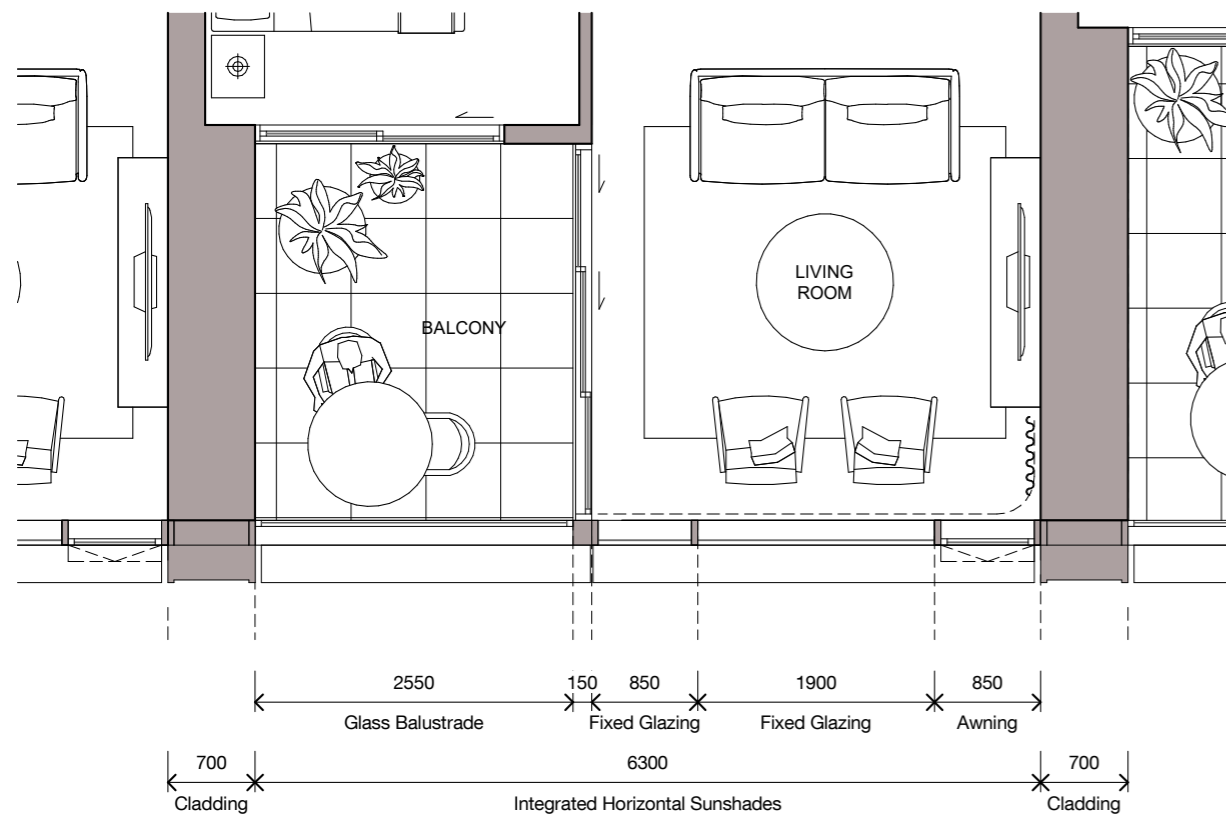 LIVING
ROOM
BALCONY
2550 150 850 1900 850
Glass Balustrade Fixed Glazing Fixed Glazing Awning
700 6300 700
Cladding Integrated Horizontal Sunshades Cladding